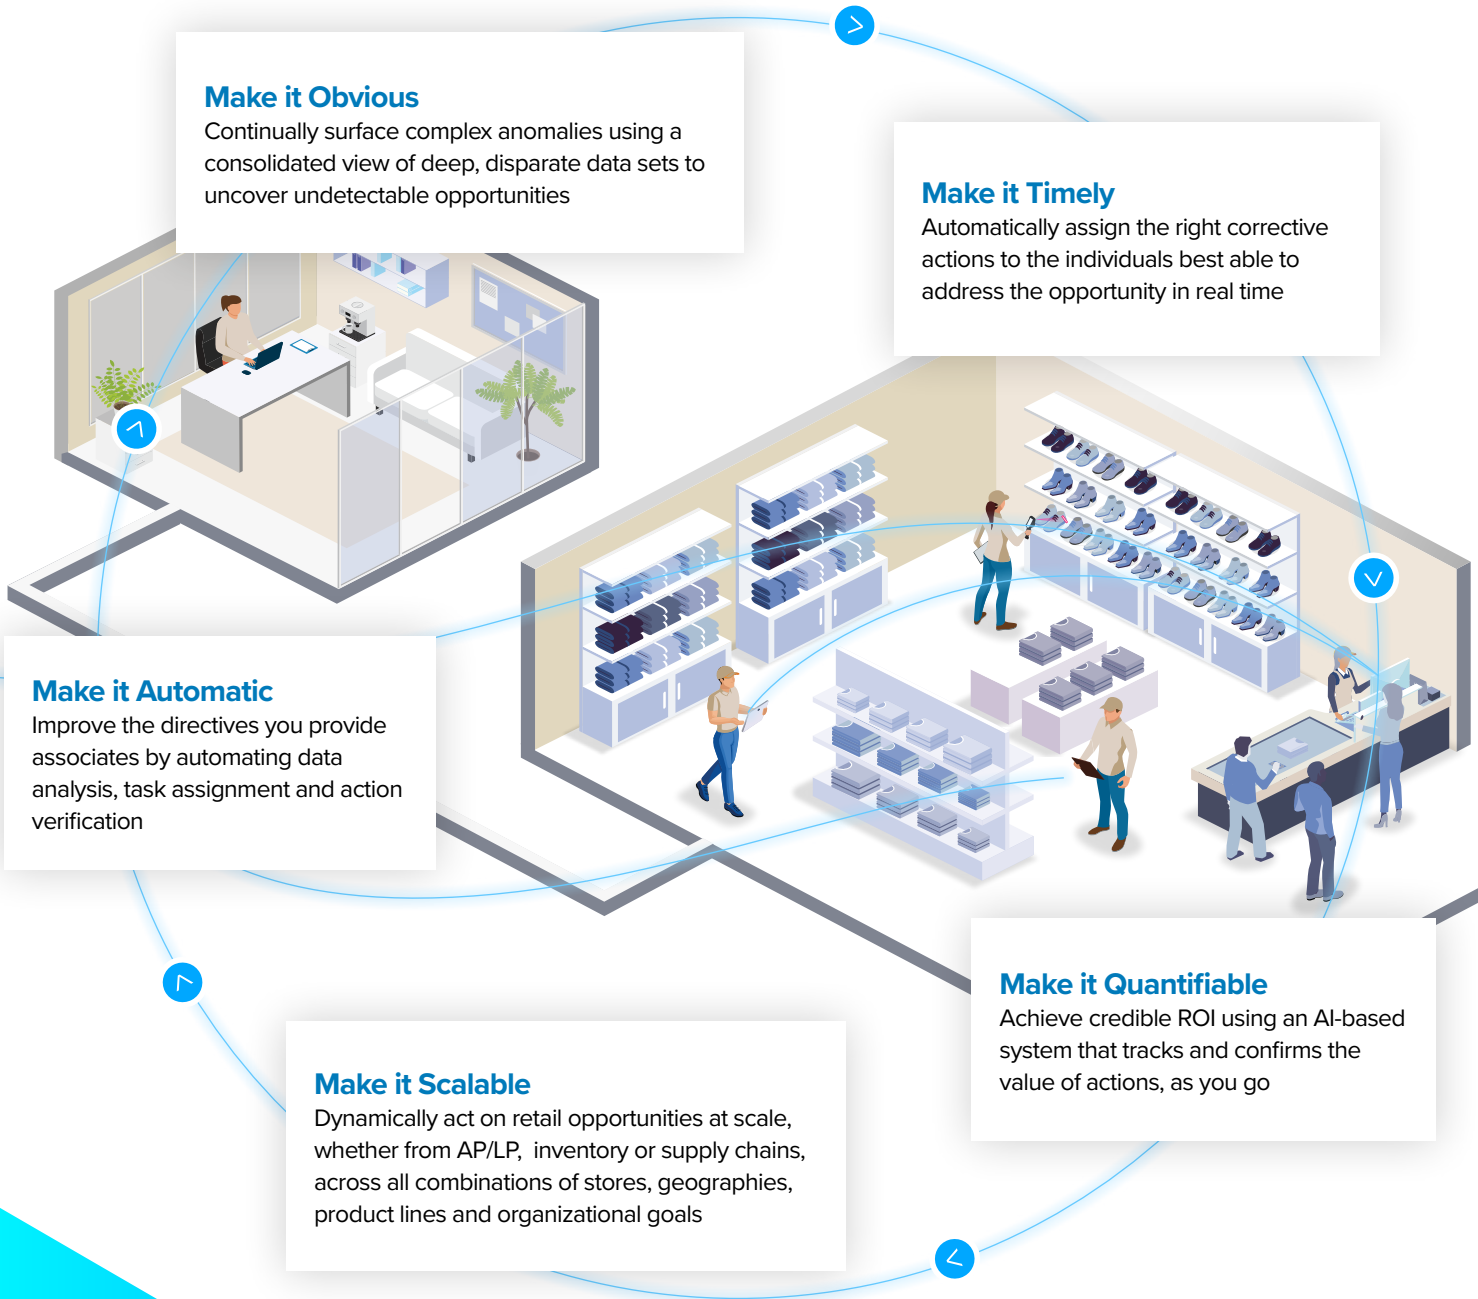 Make it Obvious
Continually surface complex anomalies using a
consolidated view of deep, disparate data sets to
uncover undetectable opportunities
Make it Timely
Automatically assign the right corrective
actions to the individuals best able to
address the opportunity in real time
Make it Automatic
Improve the directives you provide
associates by automating data
analysis, task assignment and action
verification
Make it Quantifiable
Achieve credible ROI using an AI-based
system that tracks and confirms the
value of actions, as you go
Make it Scalable
Dynamically act on retail opportunities at scale,
whether from AP/LP,  inventory or supply chains,
across all combinations of stores, geographies,
product lines and organizational goals